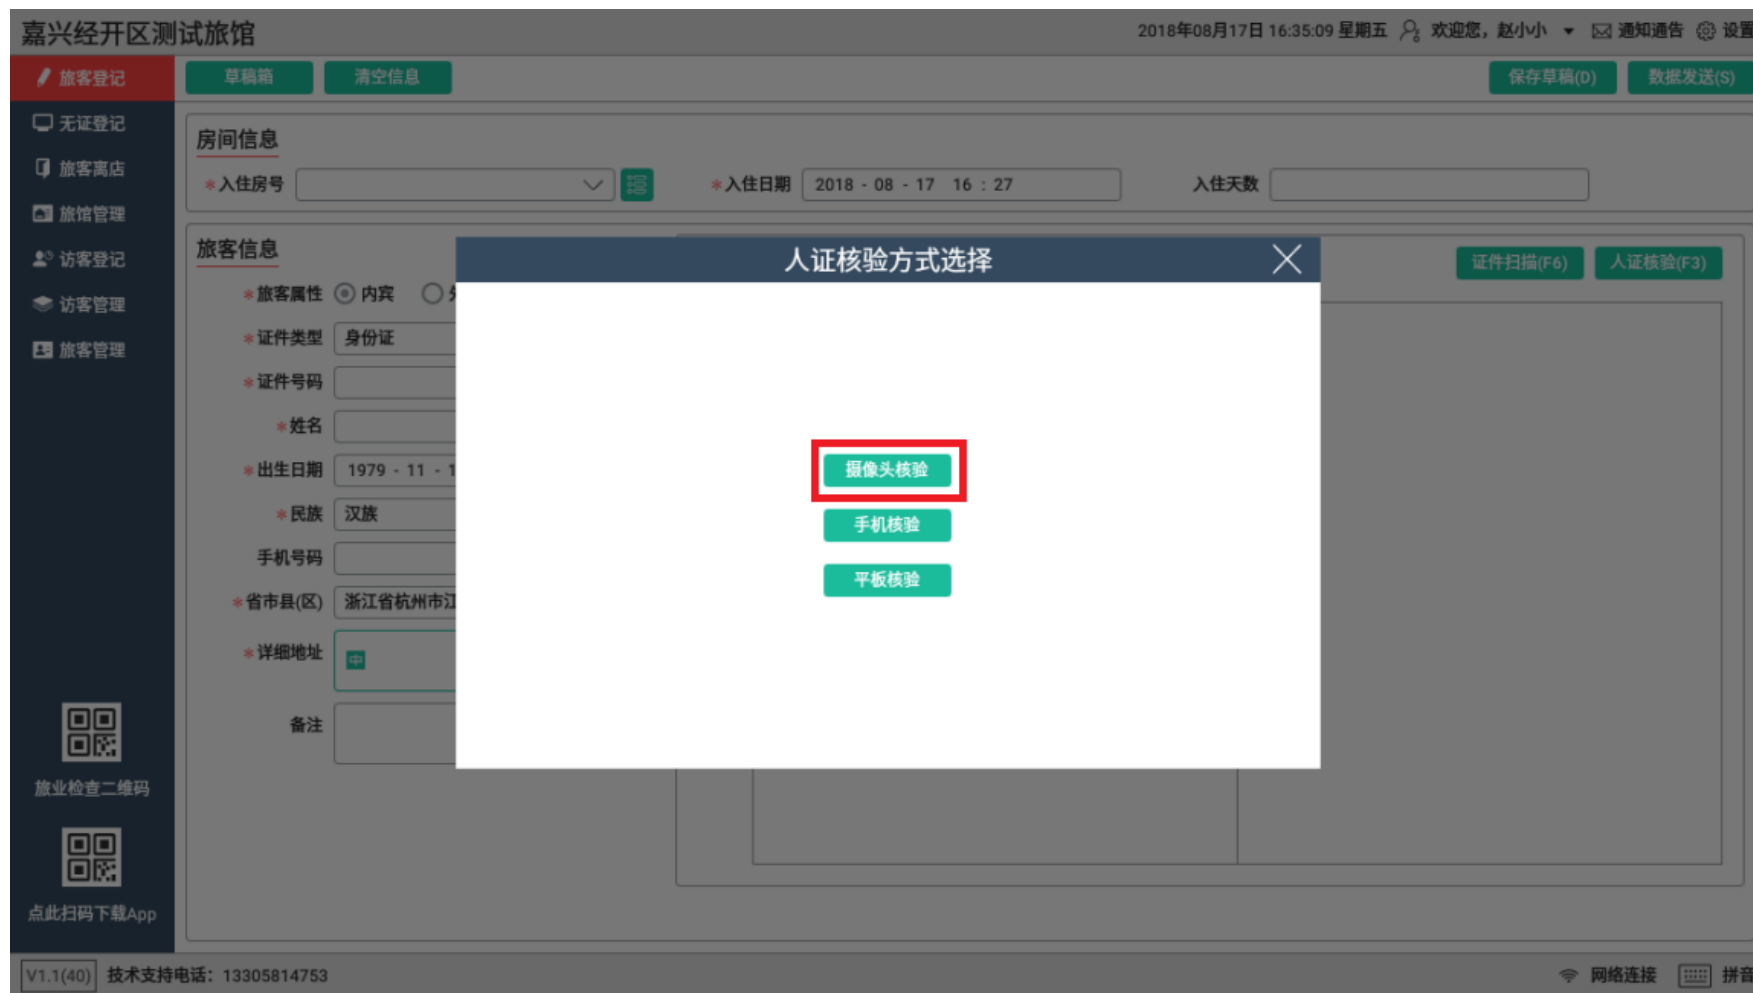 嘉兴经开区测试旅馆
2018年08月17日 16:35:09 星期五 欢迎您，赵小小 通知通告 设置
旅客登记
草稿箱 清空信息 保存草稿(D) 数据发送(S)
无证登记
旅客离店
旅馆管理
访客登记
访客管理
旅客管理
房间信息
*入住房号 *入住日期 2018 - 08 - 17 16 : 27 入住天数
旅客信息
人证核验方式选择
证件扫描(F6) 人证核验(F3)
*旅客属性 内宾
*证件类型 身份证
*证件号码
*姓名
*出生日期 1979 - 11 - 1
*民族 汉族
手机号码
*省市县(区) 浙江省杭州市江
*详细地址 中
备注
摄像头核验
手机核验
平板核验
旅业检查二维码
点此扫码下载App
V1.1(40) 技术支持电话：13305814753
网络连接 拼音